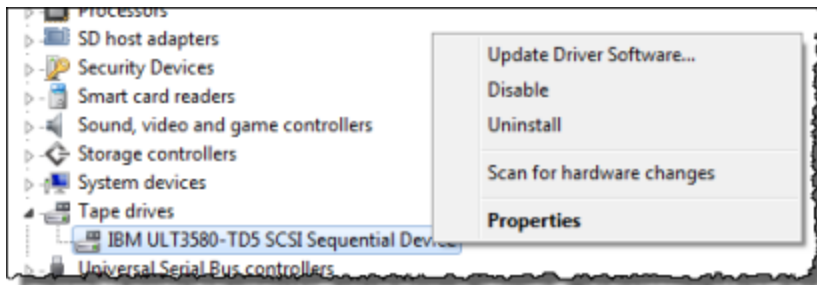 Processors
SD host adapters
Security Devices
Smart card readers
Sound, video and game controllers
Storage controllers
System devices
Tape drives
IBM ULT3580-TD5 SCSI Sequential Device
Universal Serial Bus controllers
Update Driver Software...
Disable
Uninstall
Scan for hardware changes
Properties